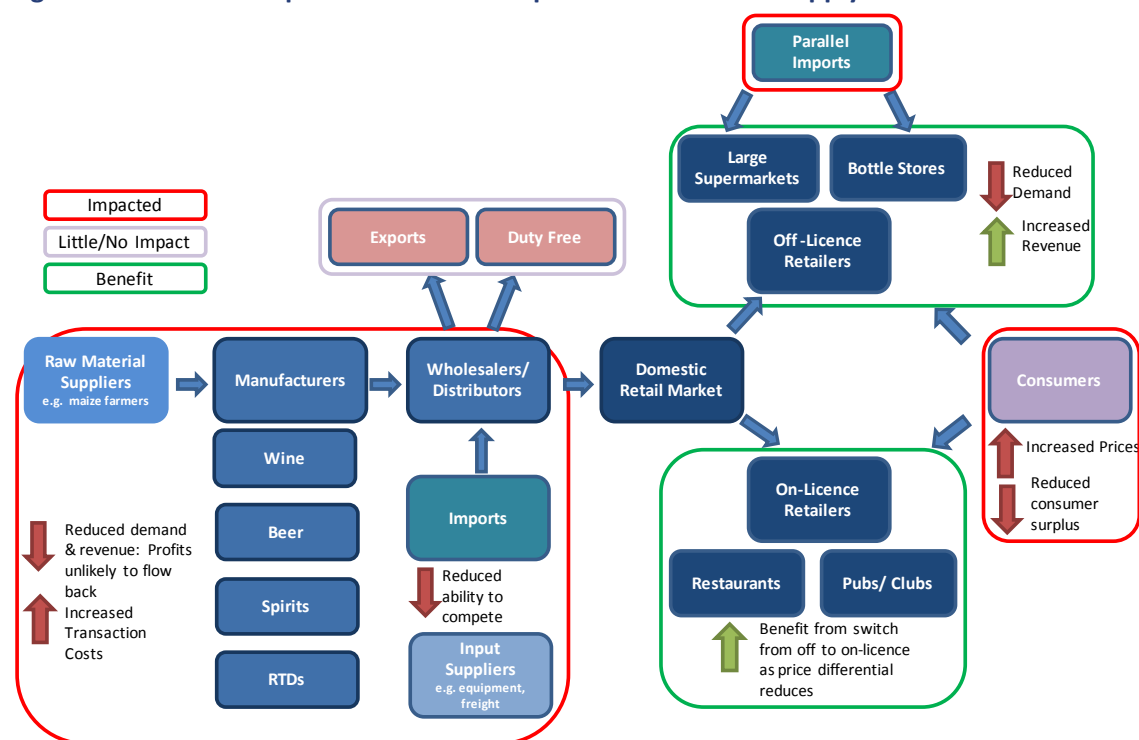 Parallel
Imports
Large
Supermarkets
Bottle Stores
Off -Licence
Retailers
Reduced
Demand
Increased
Revenue
Impacted
Little/No Impact
Benefit
Exports
Duty Free
Raw Material
Suppliers
e.g. maize farmers
Manufacturers
Wholesalers/
Distributors
Domestic
Retail Market
Consumers
Wine
Beer
Spirits
RTDs
Imports
Reduced demand
& revenue: Profits
unlikely to flow
back
Increased
Transaction
Costs
Reduced
ability to
compete
Input
Suppliers
e.g. equipment,
freight
On-Licence
Retailers
Restaurants
Pubs/ Clubs
Benefit from switch
from off to on-licence
as price differential
reduces
Increased Prices
Reduced
consumer
surplus